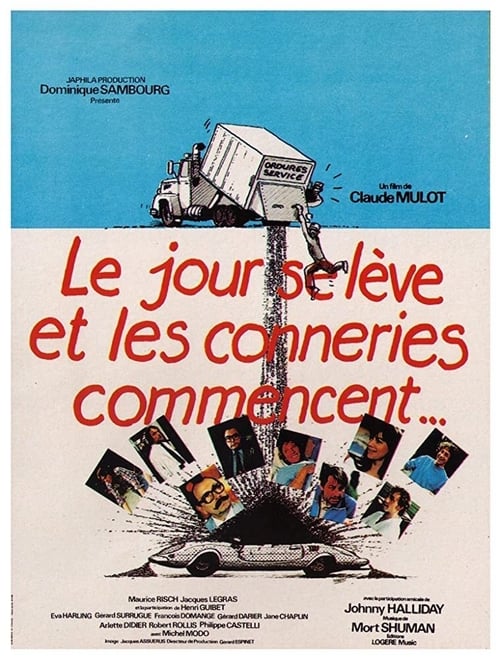 JAPHILA PRODUCTION
Dominique SAMBOURG
Présente
ORDURES
SERVICE
Un film de
Claude MULOT
Le jour se lève
et les conneries
commencent...
Maurice RISCH Jacques LEGRAS
et la participation de Henri GUIBET
Eva HARLING Gérard SURRUGUE François DOMANGE Gérard DARIER Jane CHAPLIN
Arlette DIDIER Robert ROLLIS Philippe CASTELLI
avec Michel MODO
Image Jacques ASSUERUS Directeur de Production Gérard ESPINET
avec la participation amicale de
Johnny HALLIDAY
Musique de
Mort SHUMAN
Editions
LOGERE Music